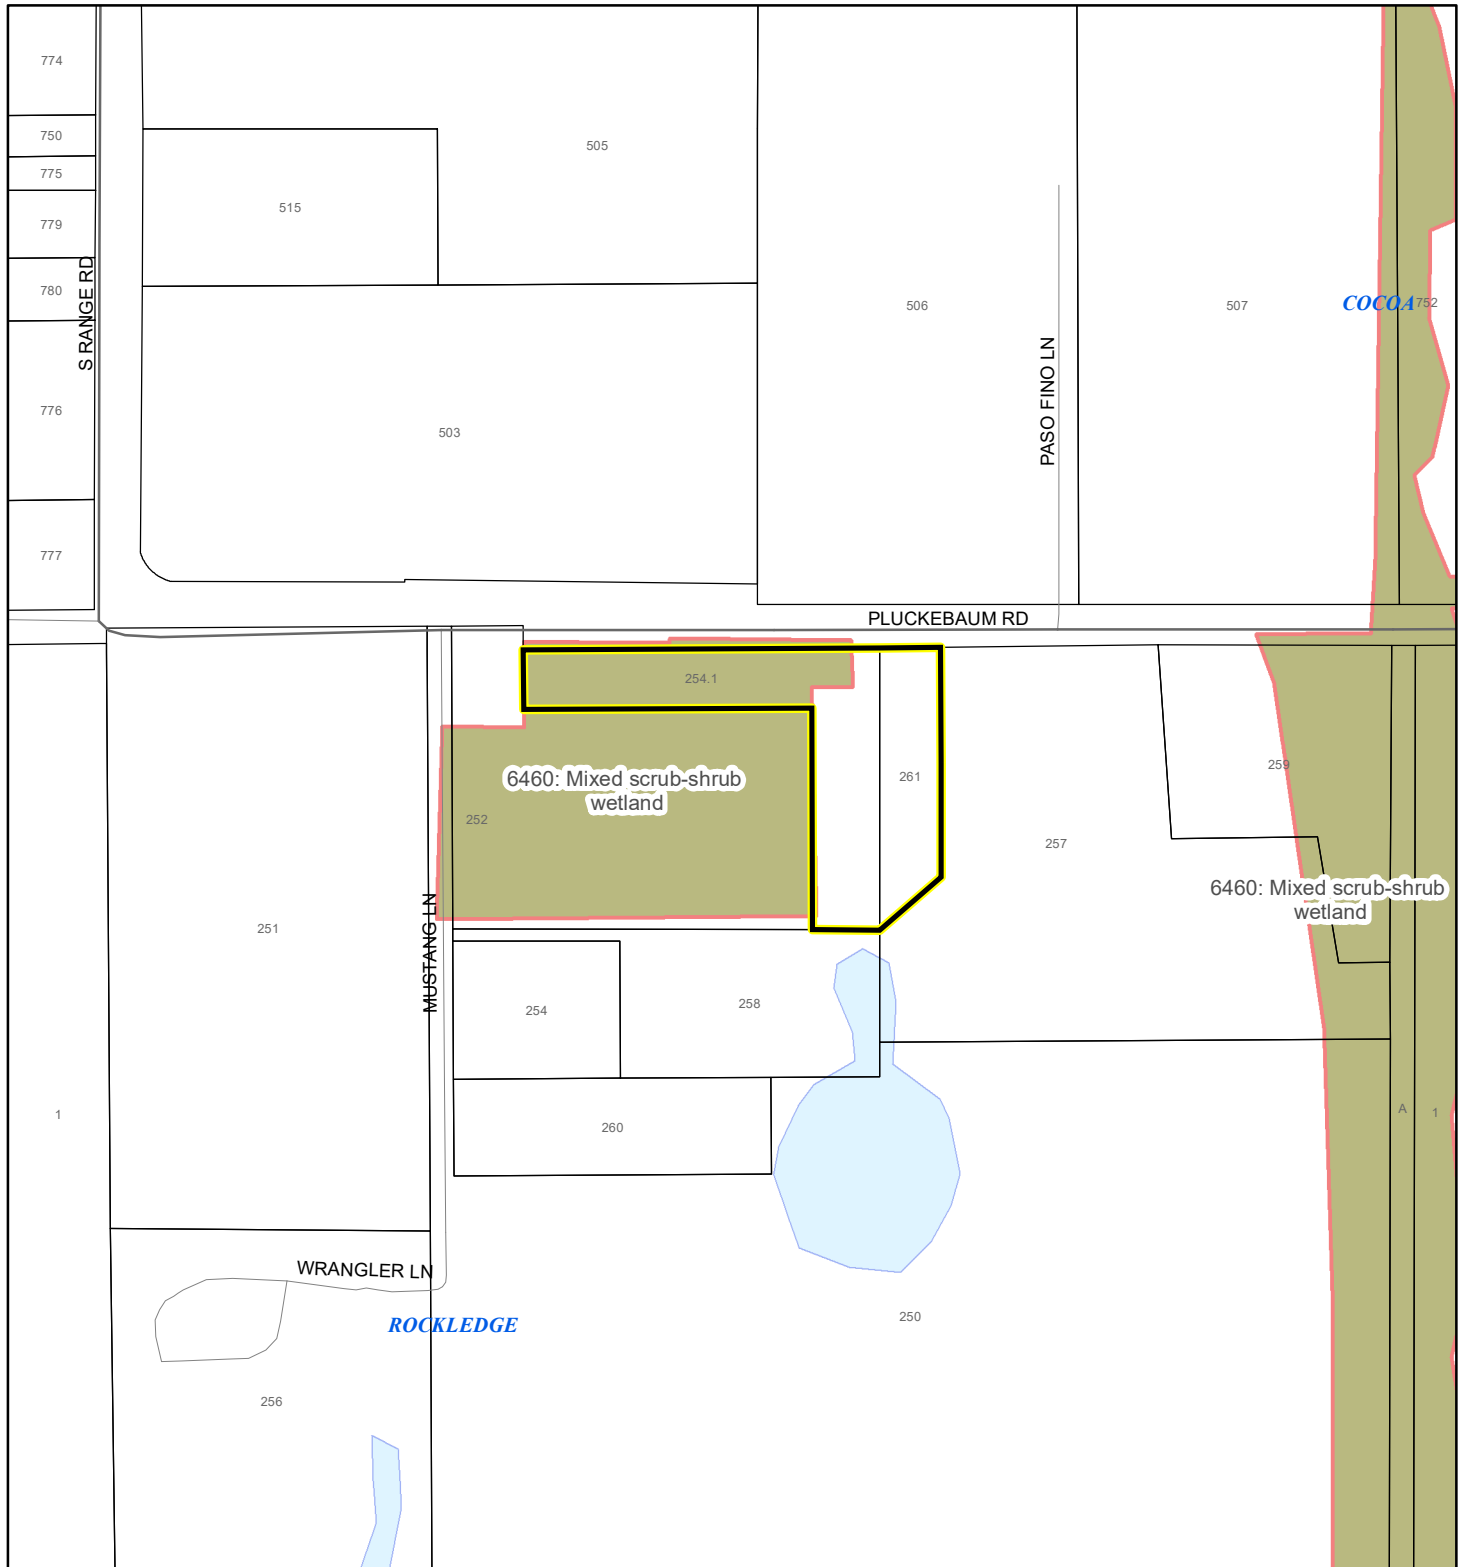 774
750
775
779
780
776
777
S RANGE RD
505
515
503
506
507
COCOA
752
PASO FINO LN
PLUCKEBAUM RD
254.1
6460: Mixed scrub-shrub
wetland
252
261
257
259
6460: Mixed scrub-shrub
wetland
251
MUSTANG LN
254
258
260
1
A
1
WRANGLER LN
ROCKLEDGE
250
256